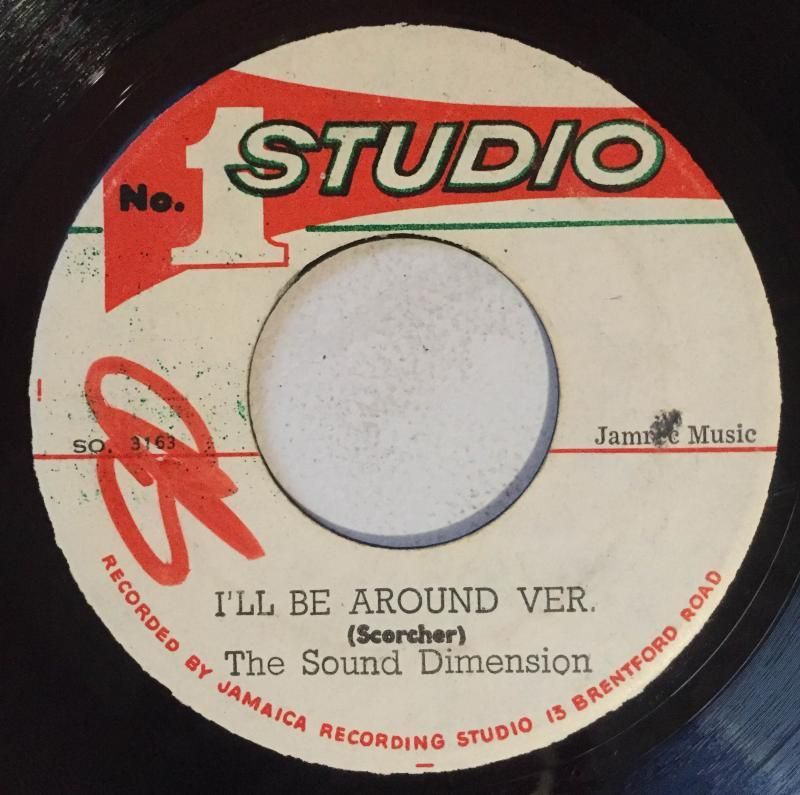 No. 1 STUDIO
SO. 3163
Music
I'LL BE AROUND VER.
(Scorcher)
The Sound Dimension
RECORDED BY JAMAICA RECORDING STUDIO 13 BRENTFORD ROAD